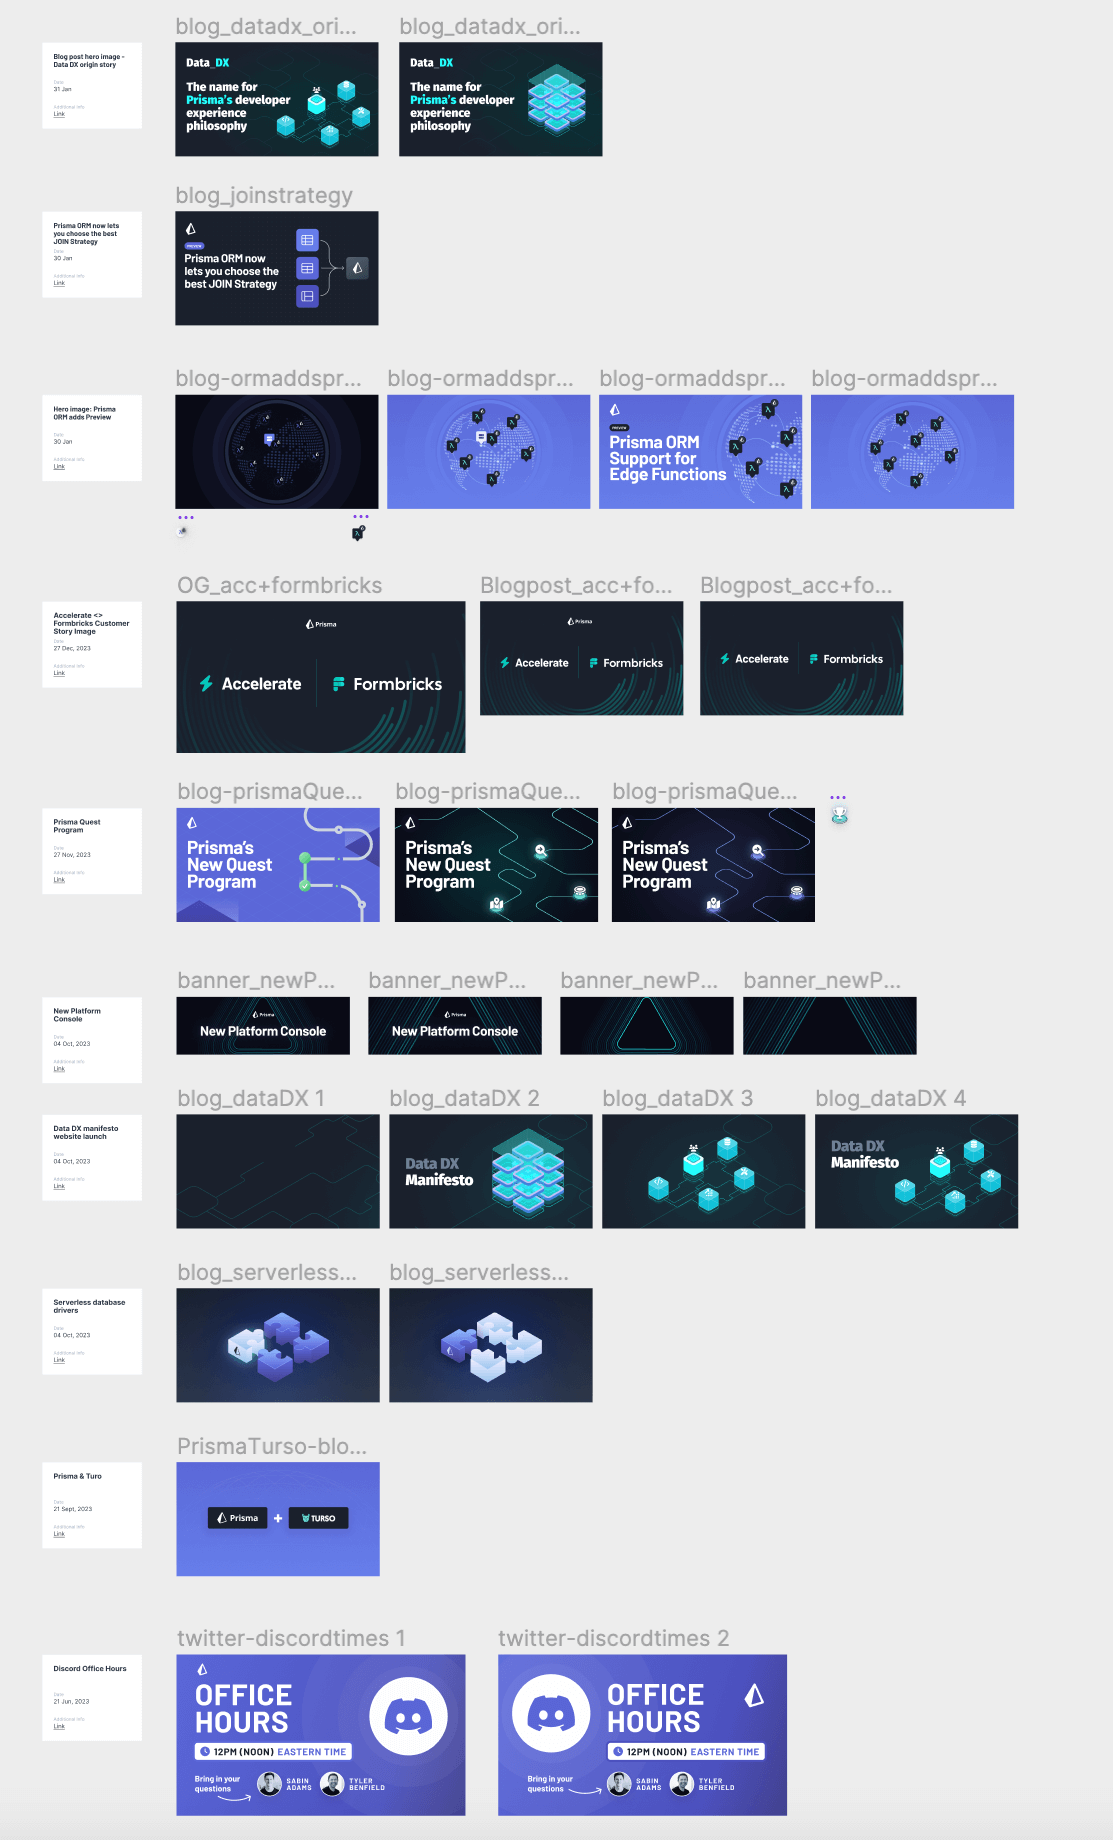 blog_datadx_ori...
blog_datadx_ori...
Blog post hero image -
Data DX origin story
Date
31 Jan
Additional Info
Link
Data_DX
The name for
Prisma's developer
experience
philosophy
Data_DX
The name for
Prisma's developer
experience
philosophy
blog_joinstrategy
Prisma ORM now lets
you choose the best
JOIN Strategy
Date
30 Jan
Additional Info
Link
PREVIEW
Prisma ORM now
lets you choose the
best JOIN Strategy
blog-ormaddspr...
blog-ormaddspr...
blog-ormaddspr...
blog-ormaddspr...
Hero image: Prisma
ORM adds Preview
Date
30 Jan
Additional Info
Link
PREVIEW
Prisma ORM
Support for
Edge Functions
OG_acc+formbricks
Blogpost_acc+fo...
Blogpost_acc+fo...
Accelerate <>
Formbricks Customer
Story Image
Date
27 Dec, 2023
Additional Info
Link
Prisma
Accelerate
Formbricks
Prisma
Accelerate
Formbricks
Accelerate
Formbricks
blog-prismaQue...
blog-prismaQue...
blog-prismaQue...
Prisma Quest
Program
Date
27 Nov, 2023
Additional Info
Link
Prisma's
New Quest
Program
Prisma's
New Quest
Program
Prisma's
New Quest
Program
banner_newP...
banner_newP...
banner_newP...
banner_newP...
New Platform
Console
Date
04 Oct, 2023
Additional Info
Link
Prisma
New Platform Console
Prisma
New Platform Console
blog_dataDX 1
blog_dataDX 2
blog_dataDX 3
blog_dataDX 4
Data DX manifesto
website launch
Date
04 Oct, 2023
Additional Info
Link
Data DX
Manifesto
Data DX
Manifesto
blog_serverless...
blog_serverless...
Serverless database
drivers
Date
04 Oct, 2023
Additional Info
Link
PrismaTurso-blo...
Prisma & Turo
Date
21 Sept, 2023
Additional Info
Link
Prisma
+
TURSO
twitter-discordtimes 1
twitter-discordtimes 2
Discord Office Hours
Date
21 Jun, 2023
Additional Info
Link
OFFICE
HOURS
12PM (NOON) EASTERN TIME
Bring in your
questions
SABIN
ADAMS
TYLER
BENFIELD
OFFICE
HOURS
12PM (NOON) EASTERN TIME
Bring in your
questions
SABIN
ADAMS
TYLER
BENFIELD